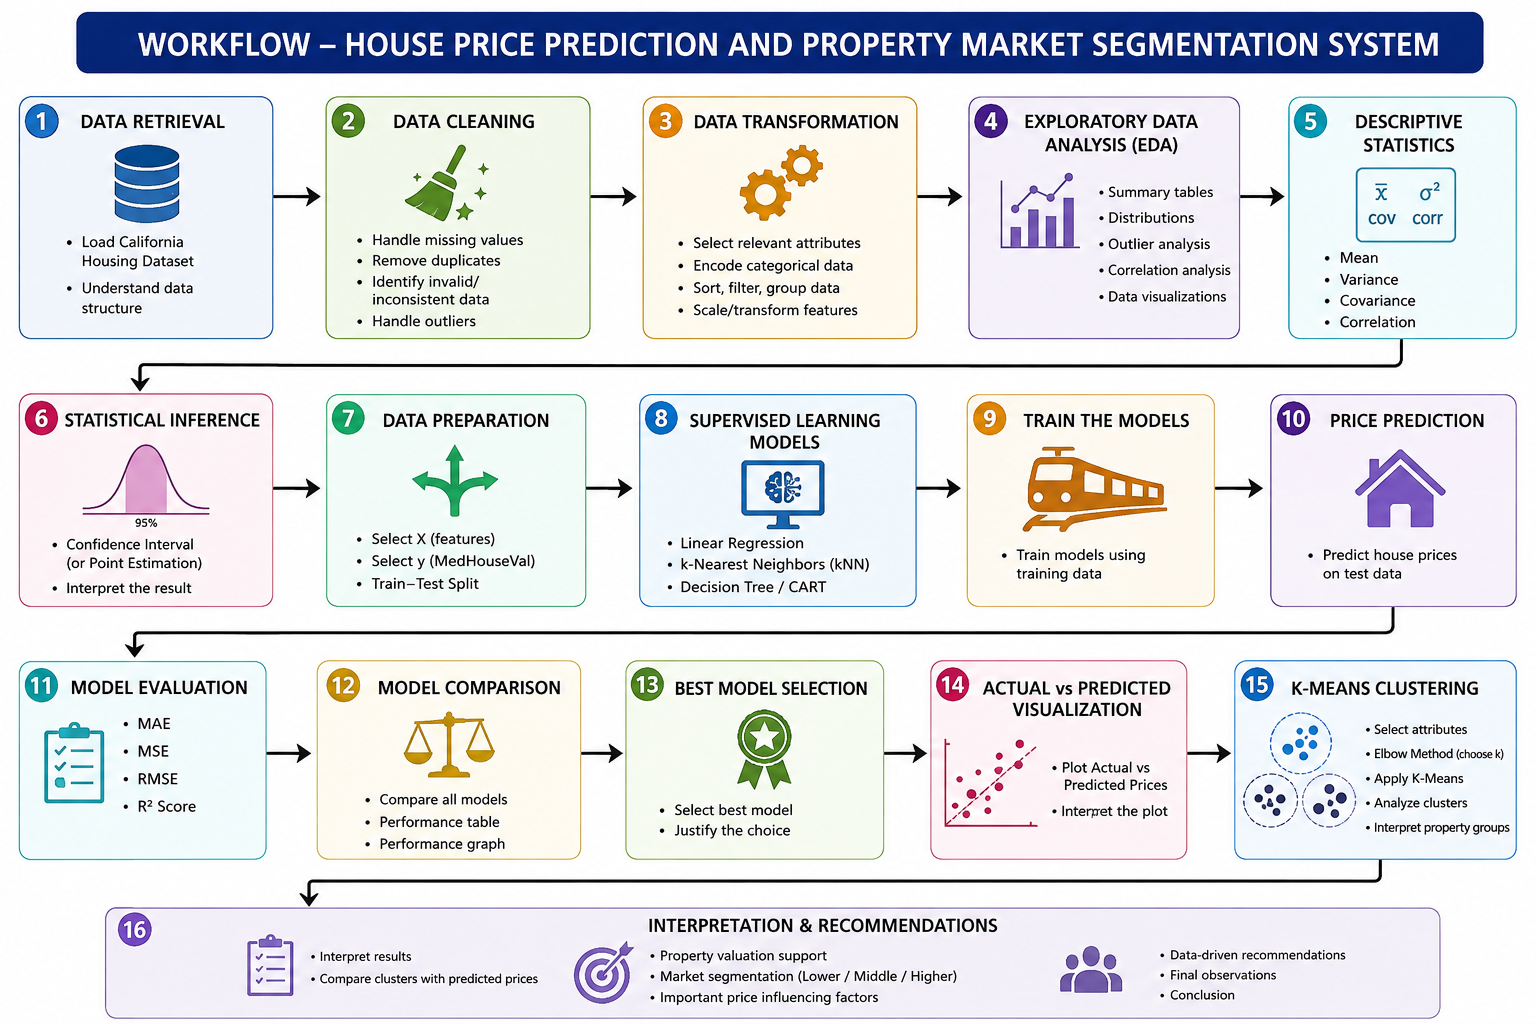 WORKFLOW – HOUSE PRICE PREDICTION AND PROPERTY MARKET SEGMENTATION SYSTEM
1
DATA RETRIEVAL
• Load California
Housing Dataset
• Understand data
structure
2
DATA CLEANING
• Handle missing values
• Remove duplicates
• Identify invalid/
inconsistent data
• Handle outliers
3
DATA TRANSFORMATION
• Select relevant attributes
• Encode categorical data
• Sort, filter, group data
• Scale/transform features
4
EXPLORATORY DATA
ANALYSIS (EDA)
• Summary tables
• Distributions
• Outlier analysis
• Correlation analysis
• Data visualizations
5
DESCRIPTIVE
STATISTICS
x̅ σ²
cov corr
• Mean
• Variance
• Covariance
• Correlation
6
STATISTICAL INFERENCE
95%
• Confidence Interval
(or Point Estimation)
• Interpret the result
7
DATA PREPARATION
• Select X (features)
• Select y (MedHouseVal)
• Train–Test Split
8
SUPERVISED LEARNING
MODELS
• Linear Regression
• k-Nearest Neighbors (kNN)
• Decision Tree / CART
9
TRAIN THE MODELS
• Train models using
training data
10
PRICE PREDICTION
• Predict house prices
on test data
11
MODEL EVALUATION
• MAE
• MSE
• RMSE
• R² Score
12
MODEL COMPARISON
• Compare all models
• Performance table
• Performance graph
13
BEST MODEL SELECTION
• Select best model
• Justify the choice
14
ACTUAL vs PREDICTED
VISUALIZATION
• Plot Actual vs
Predicted Prices
• Interpret the plot
15
K-MEANS CLUSTERING
• Select attributes
• Elbow Method (choose k)
• Apply K-Means
• Analyze clusters
• Interpret property groups
16
INTERPRETATION & RECOMMENDATIONS
• Interpret results
• Compare clusters with predicted prices
• Property valuation support
• Market segmentation (Lower / Middle / Higher)
• Important price influencing factors
• Data-driven recommendations
• Final observations
• Conclusion